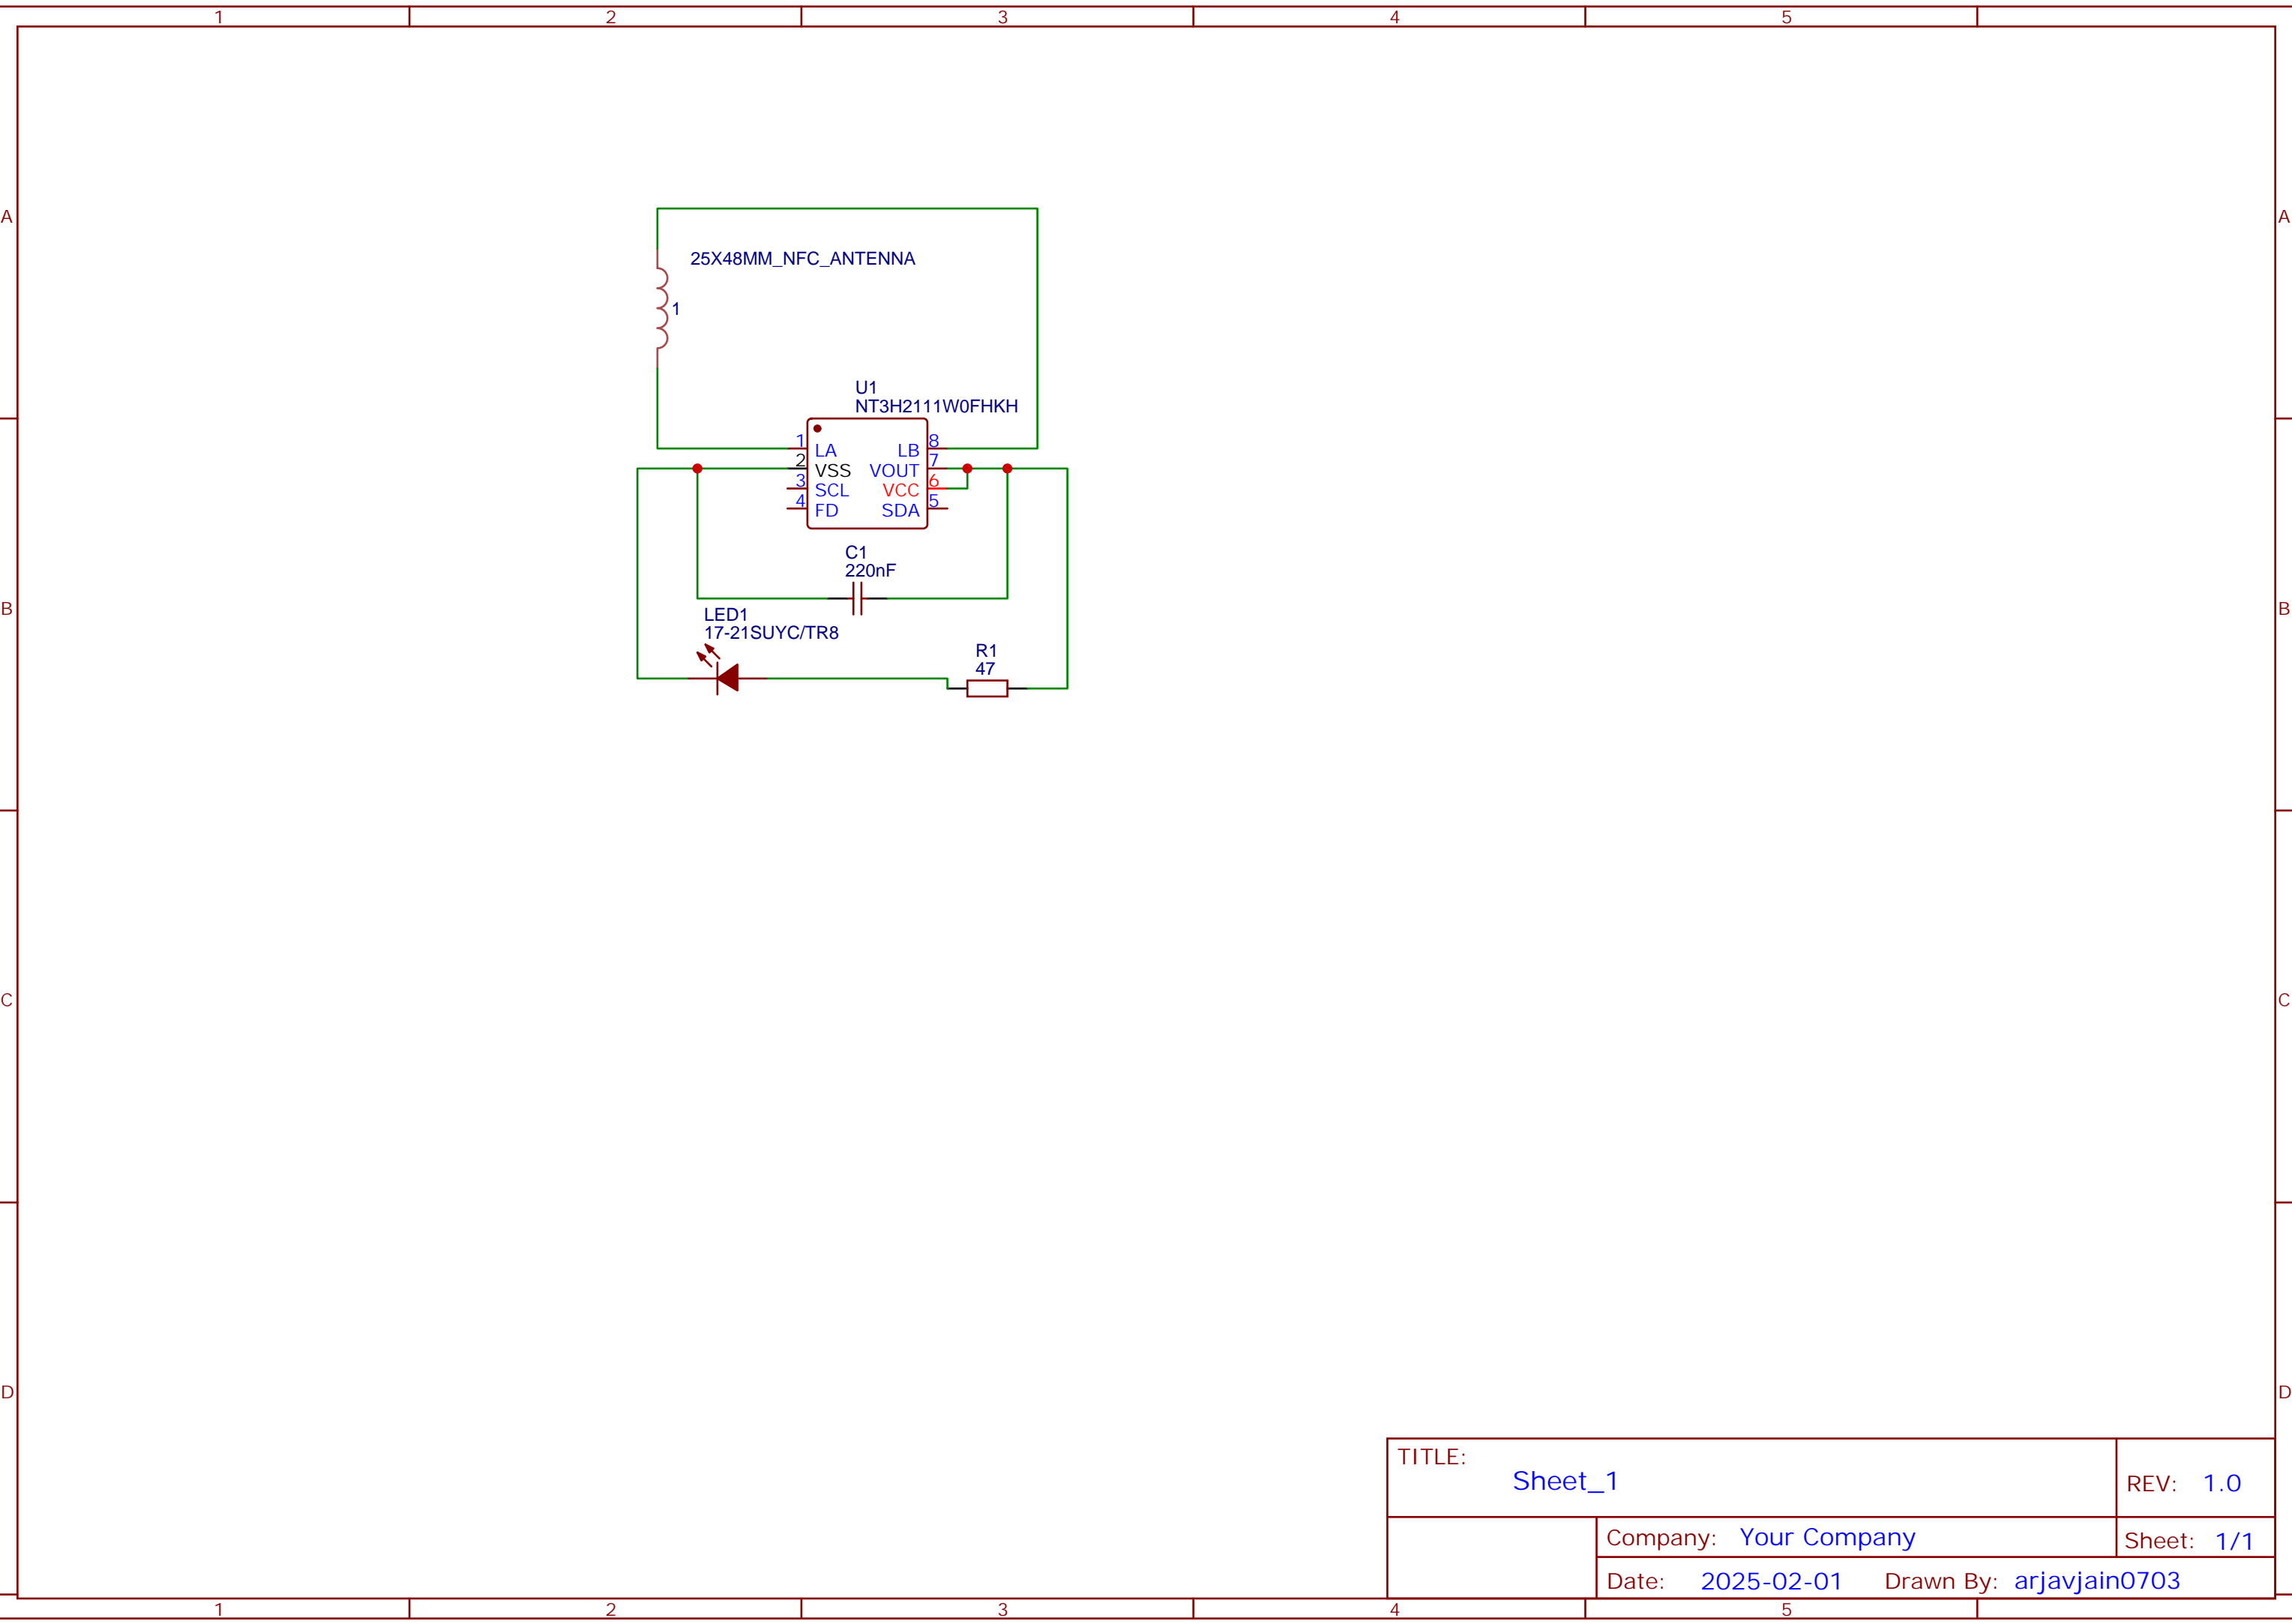 1 2 3 4 5
A A
25X48MM_NFC_ANTENNA
1
U1
NT3H2111W0FHKH
1 LA LB 8
2 VSS VOUT 7
3 SCL VCC 6
4 FD SDA 5
C1
220nF
B B
LED1
17-21SUYC/TR8
R1
47
C C
D D
TITLE:
Sheet_1
REV: 1.0
Company: Your Company
Sheet: 1/1
Date: 2025-02-01 Drawn By: arjavjain0703
1 2 3 4 5